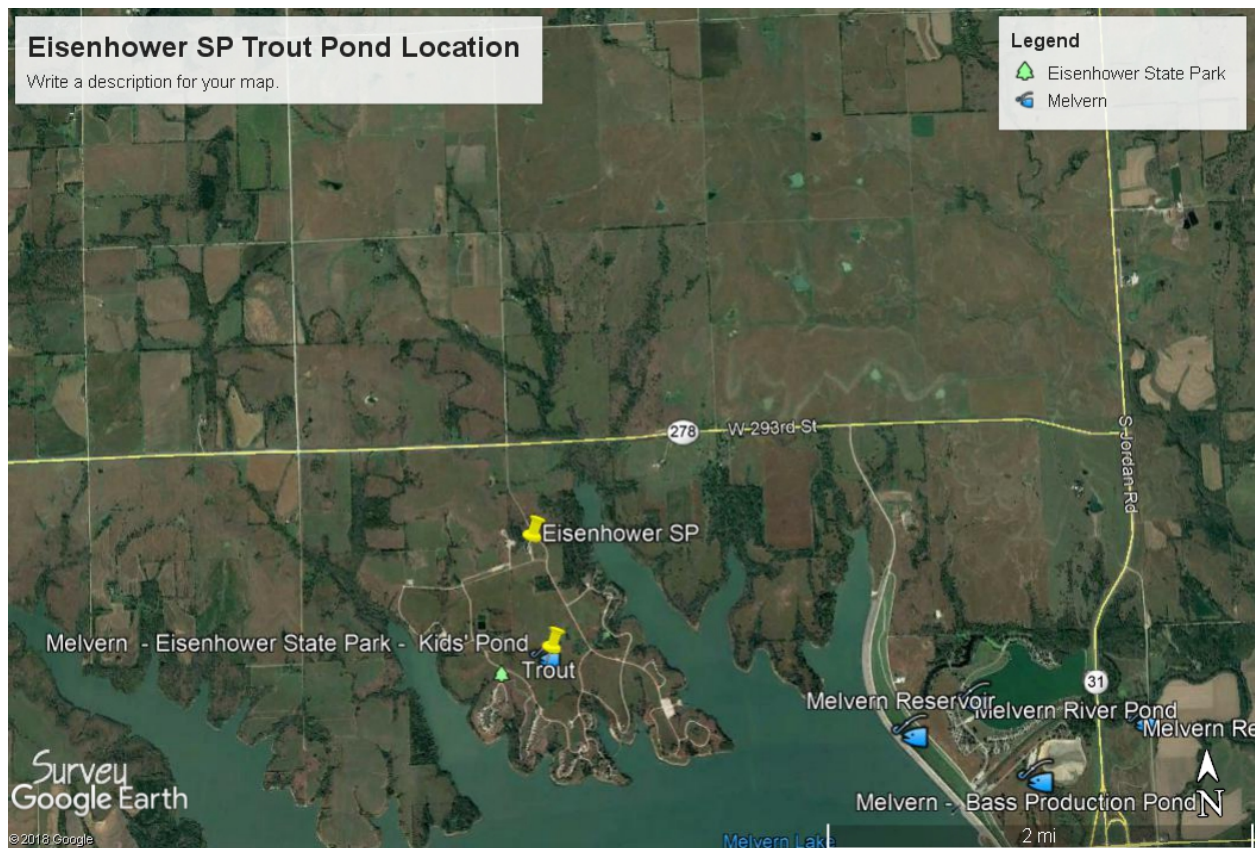 Eisenhower SP Trout Pond Location
Write a description for your map.
Legend
Eisenhower State Park
Melvern
278
W 293rd St
S Jordan Rd
Eisenhower SP
Melvern - Eisenhower State Park - Kids' Pond
Trout
31
Melvern Reservoir
Melvern River Pond
Melvern Re
Melvern - Bass Production Pond
N
Survey
Google Earth
© 2018 Google
Melvern Lake
2 mi